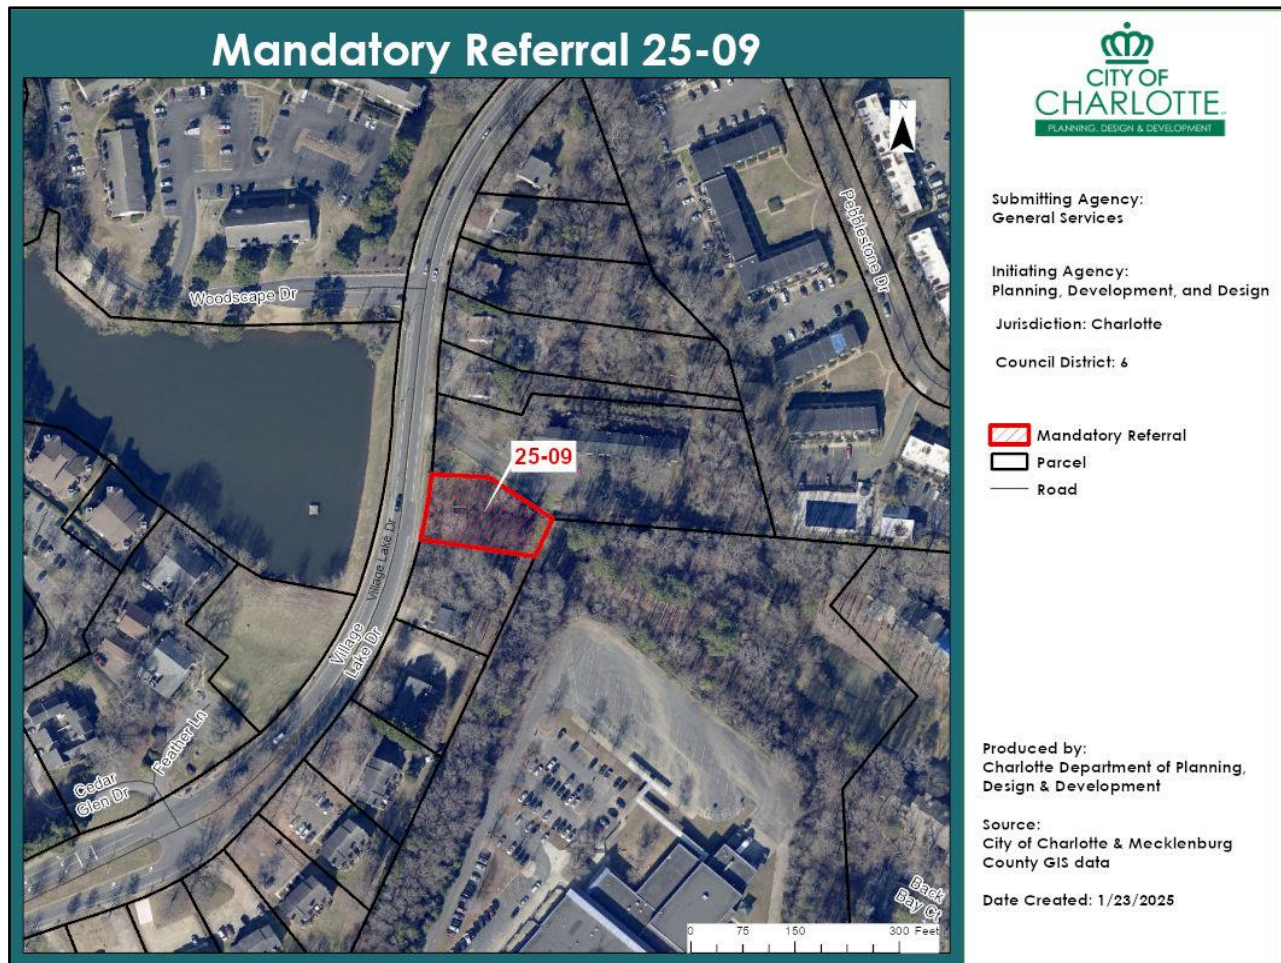 Mandatory Referral 25-09
CITY OF
CHARLOTTE
PLANNING, DESIGN & DEVELOPMENT
N
Submitting Agency:
General Services
Initiating Agency:
Planning, Development, and Design
Jurisdiction: Charlotte
Council District: 6
Mandatory Referral
Parcel
Road
Woodscape Dr
Pebblestone Dr
25-09
Village Lake Dr
Village
Lake Dr
Feather Ln
Cedar
Glen Dr
Back
Bay Ct
0 75 150 300 Feet
Produced by:
Charlotte Department of Planning,
Design & Development
Source:
City of Charlotte & Mecklenburg
County GIS data
Date Created: 1/23/2025